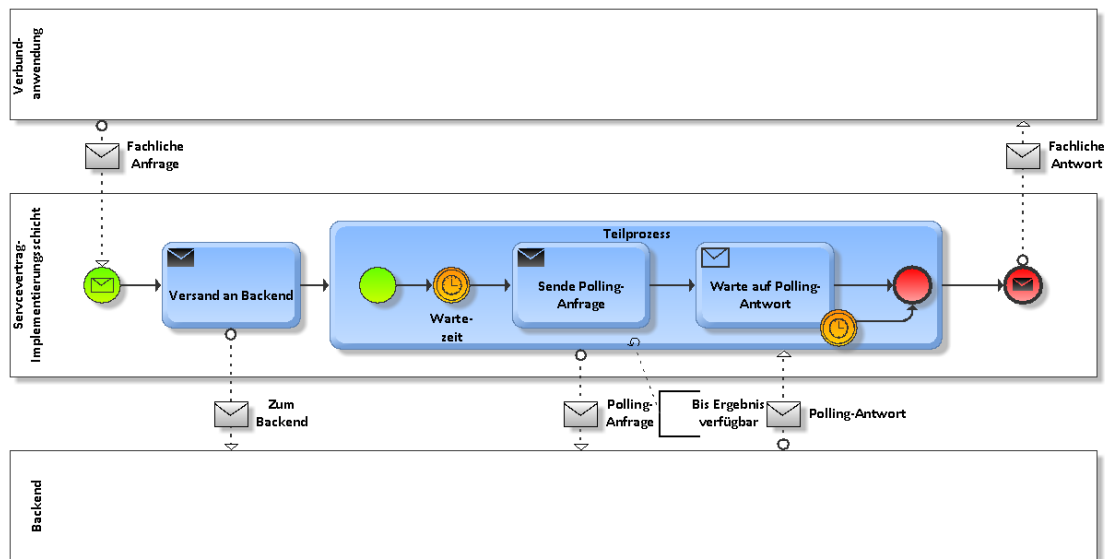 Verbund-
anwendung
Fachliche
Anfrage
Fachliche
Antwort
Servicevertrag-
Implementierungsschicht
Teilprozess
Versand an Backend
Warte-
zeit
Sende Polling-
Anfrage
Warte auf Polling-
Antwort
Zum
Backend
Polling-
Anfrage
Bis Ergebnis
verfügbar
Polling-Antwort
Backend